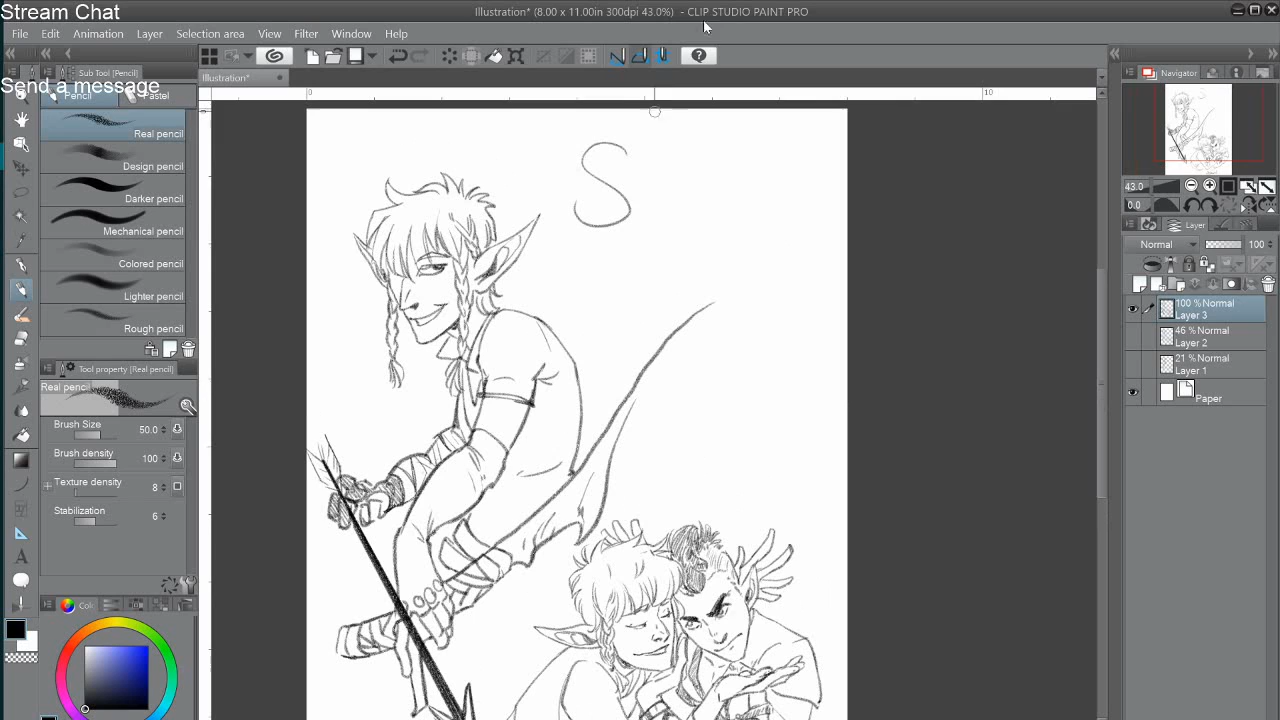 Stream Chat
Illustration* (8.00 x 11.00in 300dpi 43.0%) - CLIP STUDIO PAINT PRO
File Edit Animation Layer Selection area View Filter Window Help
Sub Tool [Pencil]
Illustration*
Navigator
Send a message
Pencil Pastel
0 10
Real pencil
Design pencil
Darker pencil
Mechanical pencil
Colored pencil
Lighter pencil
Rough pencil
Tool property [Real pencil]
Real pencil
Brush Size 50.0
Brush density 100
Texture density 8
Stabilization 6
S
43.0
0.0
Layer
Normal 100
100 %Normal
Layer 3
46 %Normal
Layer 2
21 %Normal
Layer 1
Paper